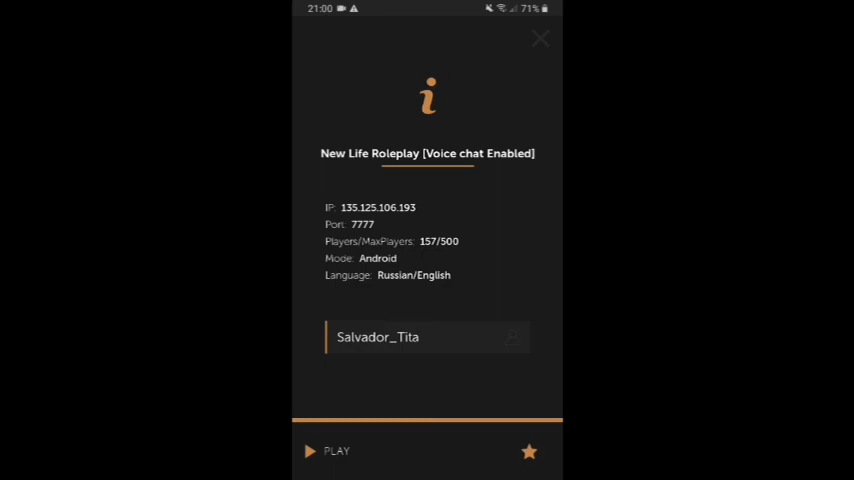 21:00
71%
i
New Life Roleplay [Voice chat Enabled]
IP: 135.125.106.193
Port: 7777
Players/MaxPlayers: 157/500
Mode: Android
Language: Russian/English
Salvador_Tita
PLAY